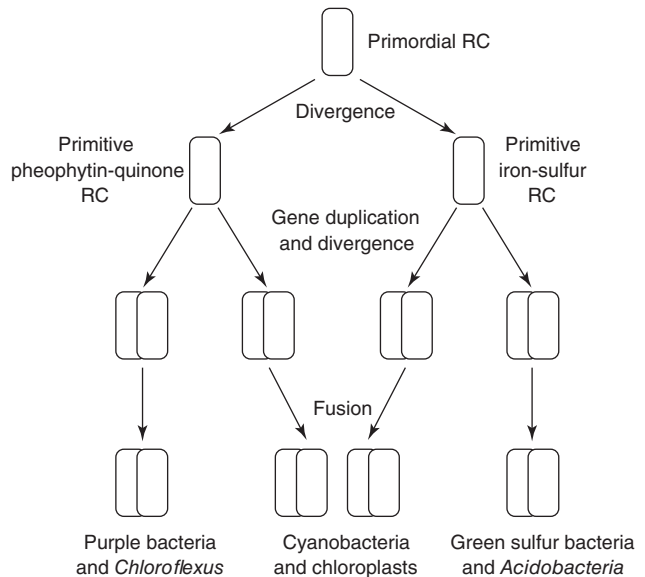 Primordial RC
Divergence
Primitive
pheophytin-quinone
RC
Primitive
iron-sulfur
RC
Gene duplication
and divergence
Fusion
Purple bacteria
and Chloroflexus
Cyanobacteria
and chloroplasts
Green sulfur bacteria
and Acidobacteria